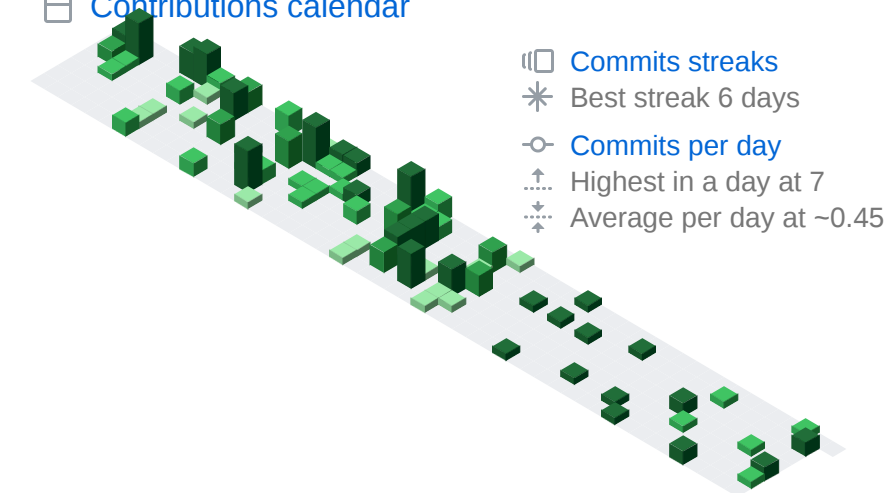 Contributions calendar
Commits streaks
Best streak 6 days
Commits per day
Highest in a day at 7
Average per day at ~0.45